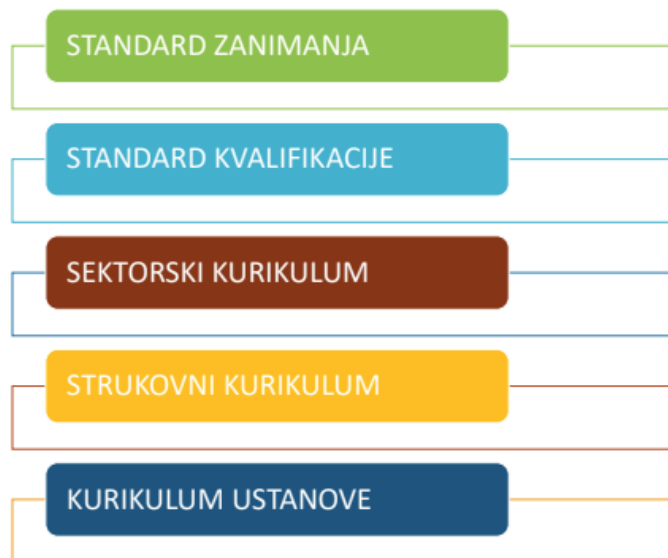 STANDARD ZANIMANJA
STANDARD KVALIFIKACIJE
SEKTORSKI KURIKULUM
STRUKOVNI KURIKULUM
KURIKULUM USTANOVE